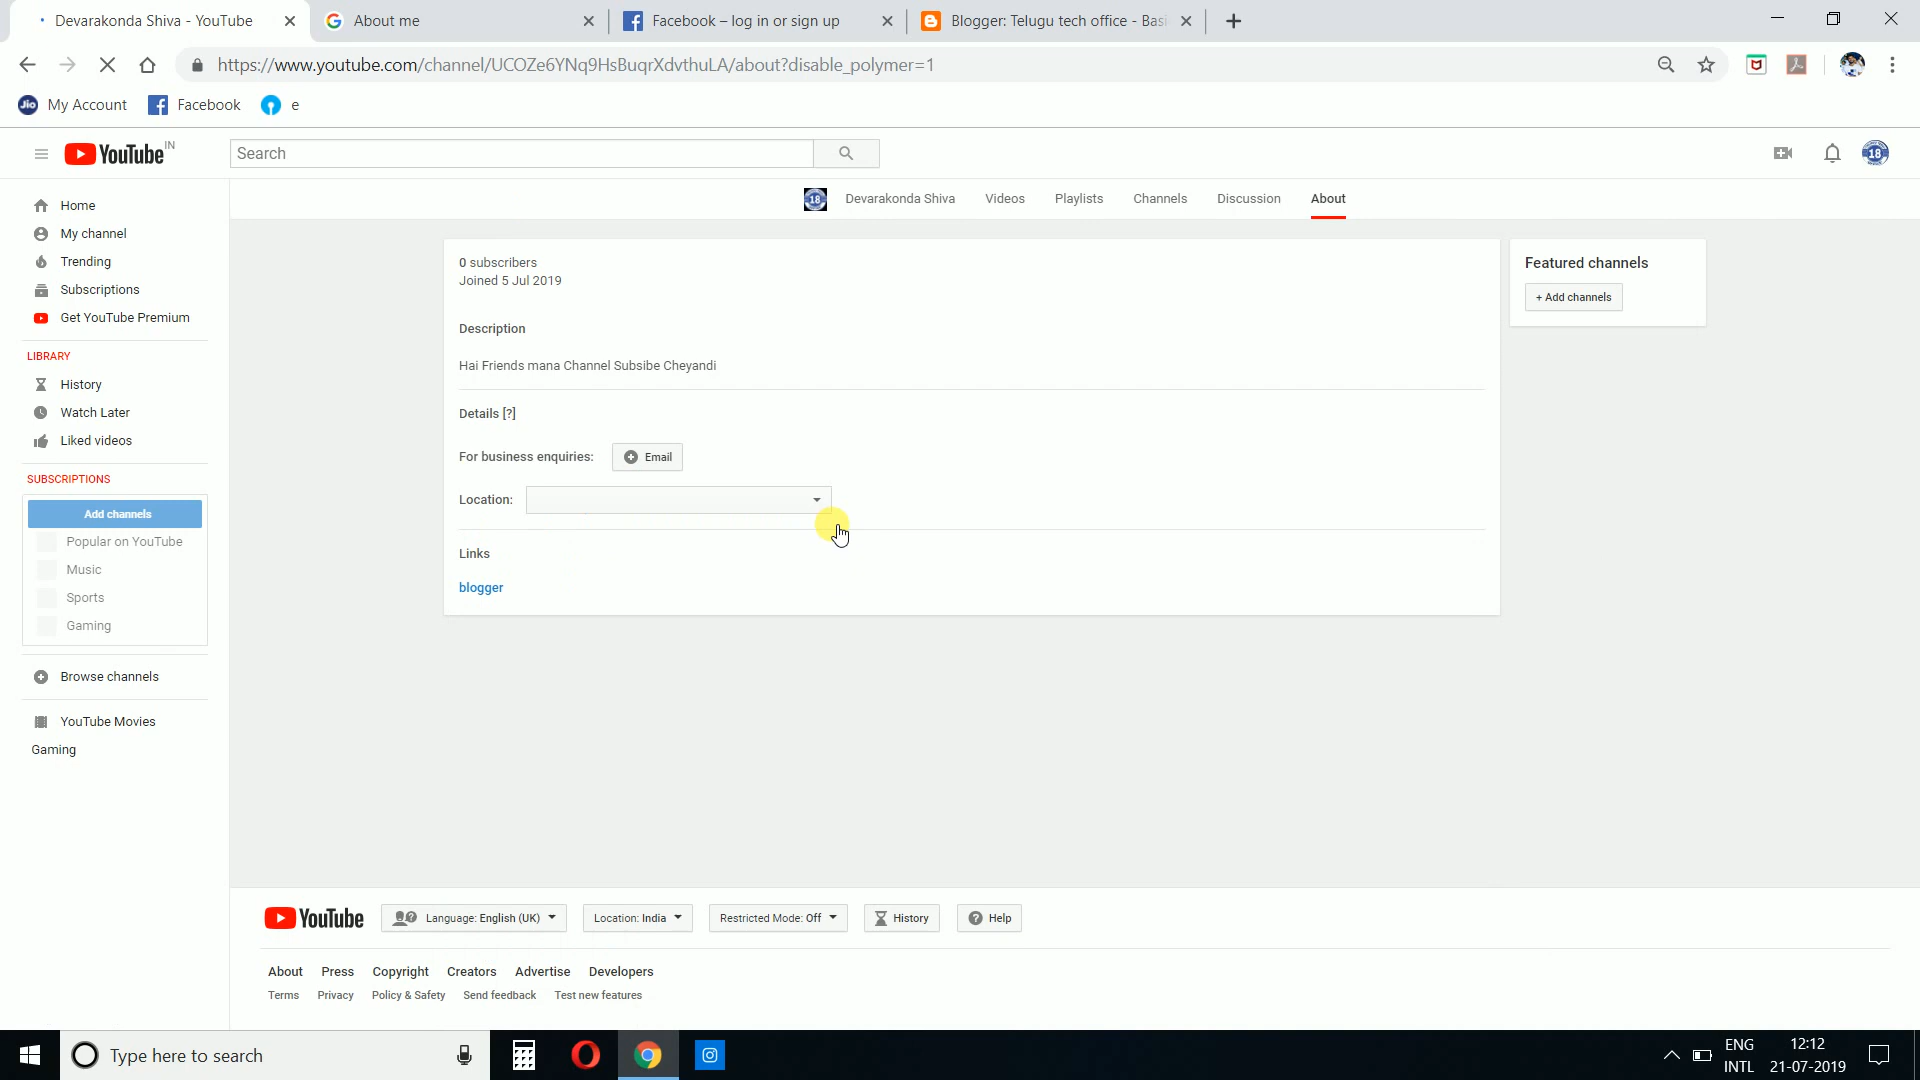 Devarakonda Shiva - YouTube
About me
Facebook – log in or sign up
Blogger: Telugu tech office - Basi
https://www.youtube.com/channel/UCOZe6YNq9HsBuqrXdvthuLA/about?disable_polymer=1
Jio My Account
Facebook
e
YouTube IN
Search
18
Home
My channel
Trending
Subscriptions
Get YouTube Premium
LIBRARY
History
Watch Later
Liked videos
SUBSCRIPTIONS
Add channels
Popular on YouTube
Music
Sports
Gaming
Browse channels
YouTube Movies
Gaming
18 Devarakonda Shiva Videos Playlists Channels Discussion About
0 subscribers
Joined 5 Jul 2019
Description
Hai Friends mana Channel Subsibe Cheyandi
Details [?]
For business enquiries: Email
Location:
Links
blogger
Featured channels
+ Add channels
YouTube Language: English (UK) Location: India Restricted Mode: Off History Help
About Press Copyright Creators Advertise Developers
Terms Privacy Policy & Safety Send feedback Test new features
Type here to search
ENG
INTL
12:12
21-07-2019